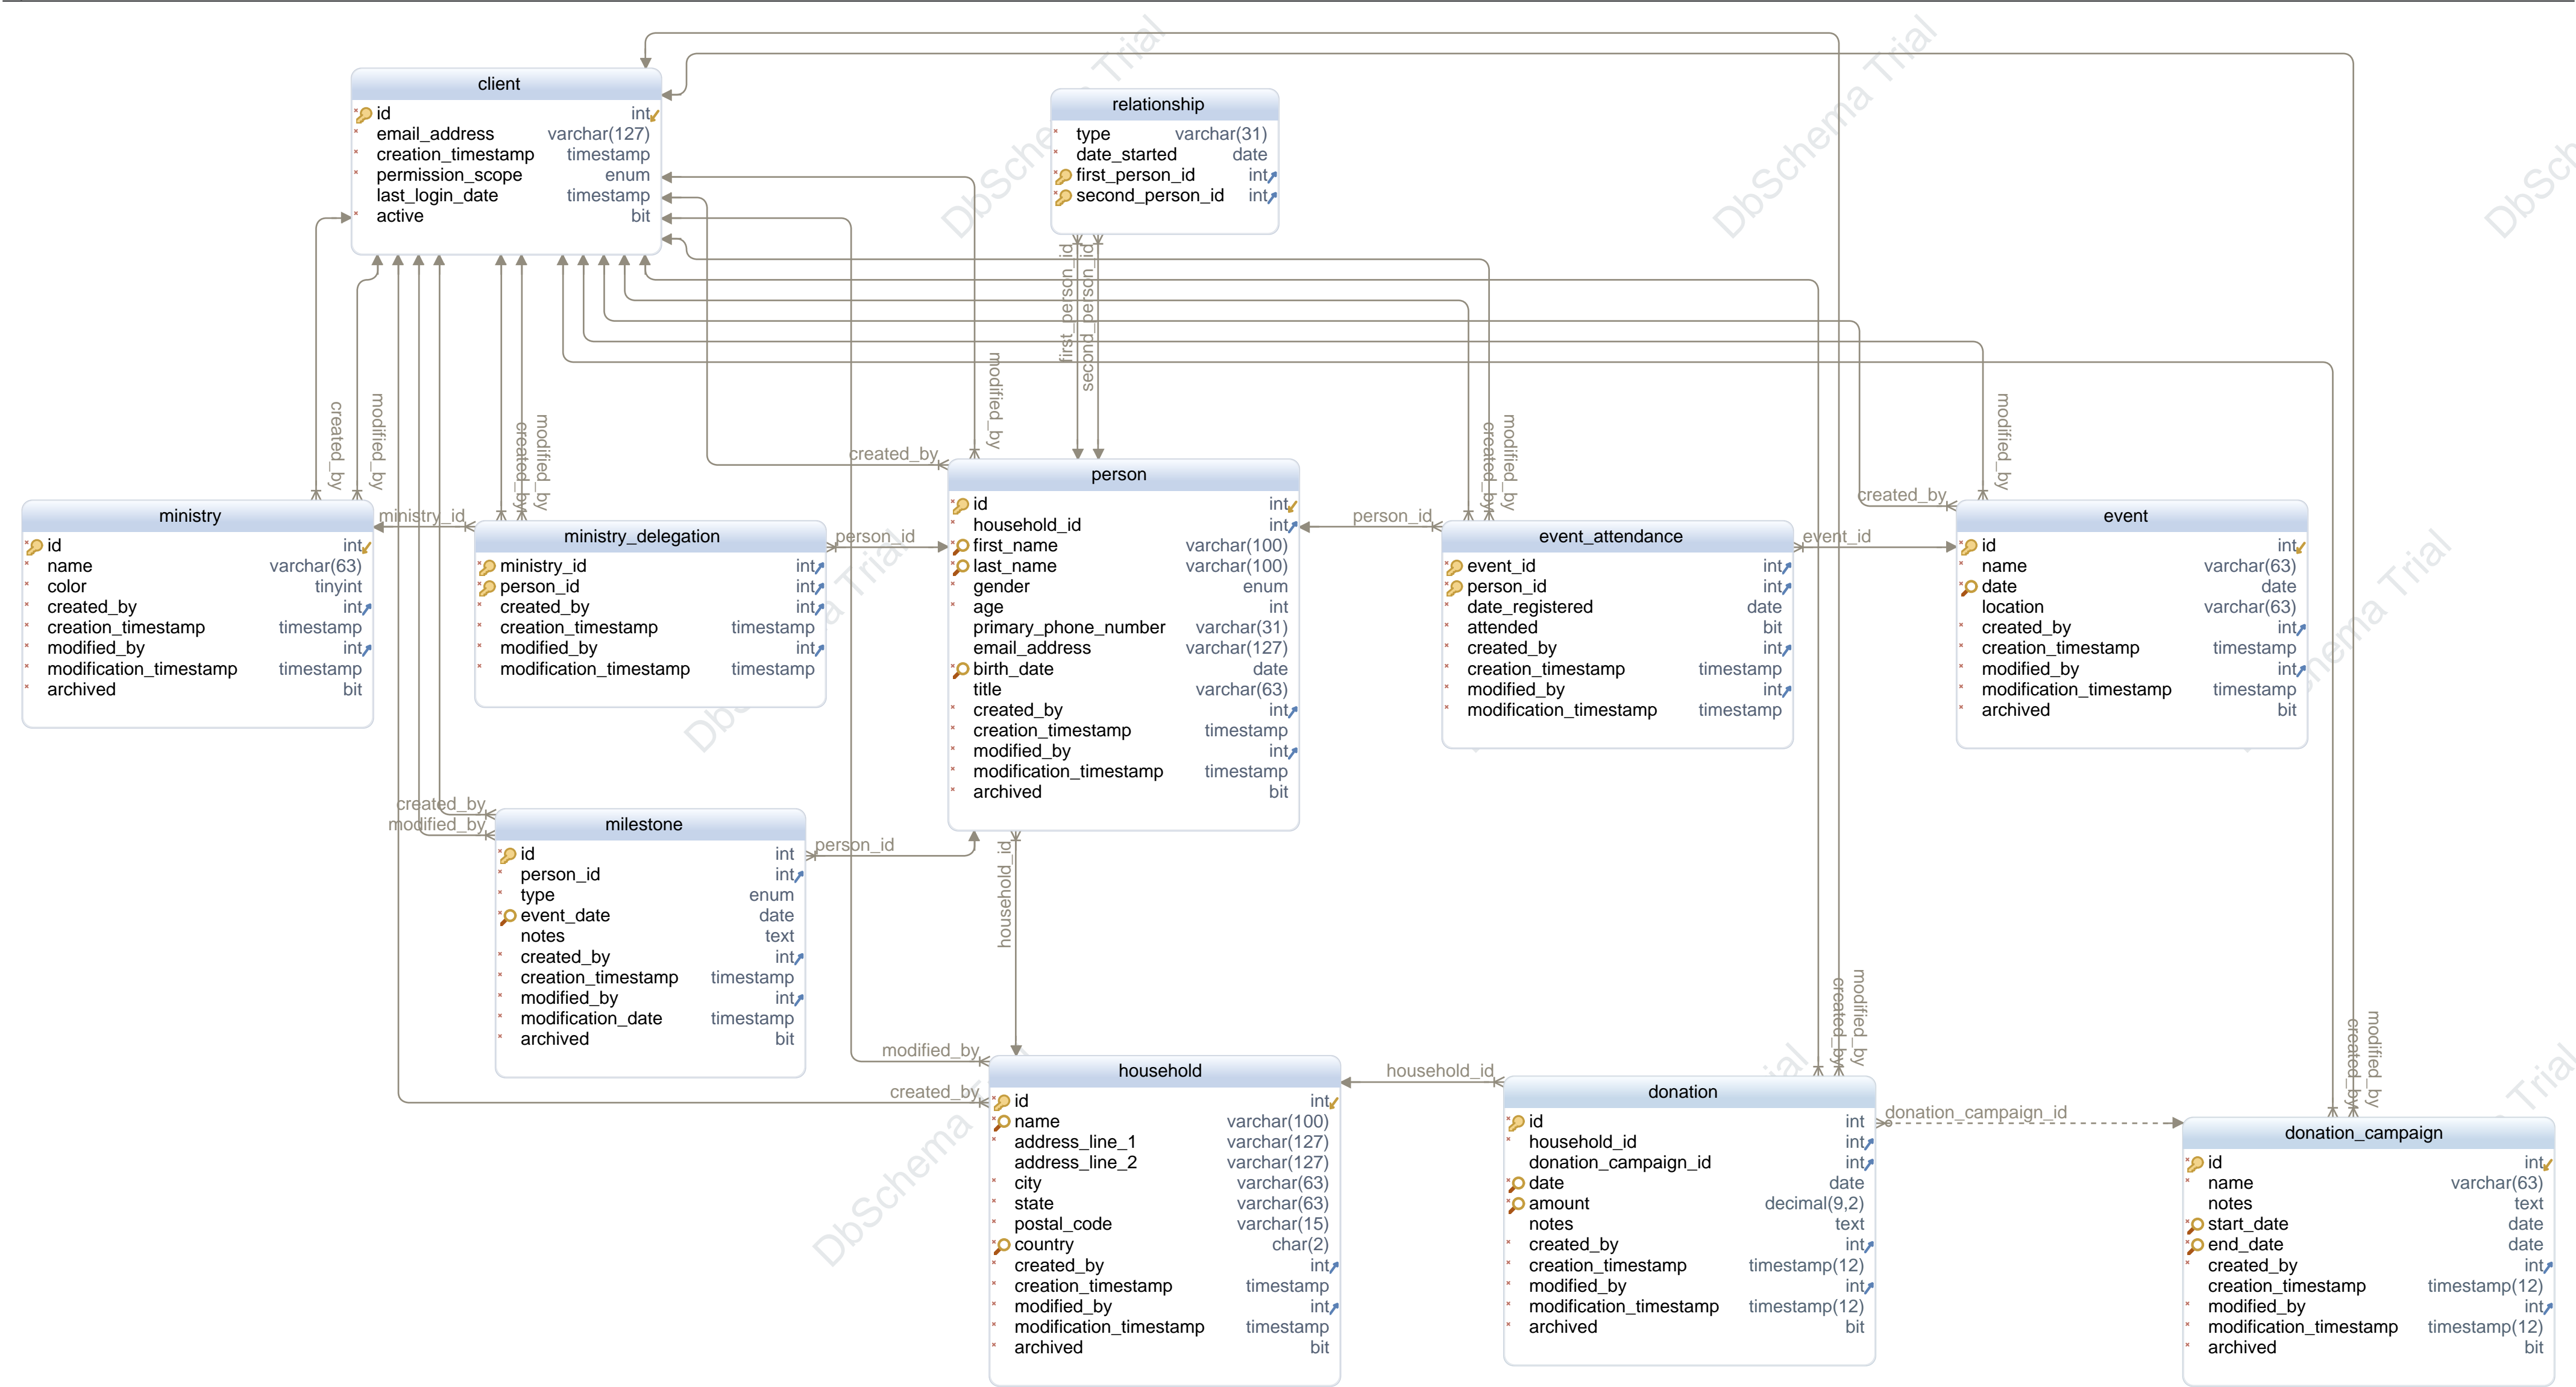 client
id int
email_address varchar(127)
creation_timestamp timestamp
permission_scope enum
last_login_date timestamp
active bit
relationship
type varchar(31)
date_started date
first_person_id int
second_person_id int
first_person_id
second_person_id
created_by
modified_by
created_by
modified_by
created_by
modified_by
created_by
modified_by
created_by
modified_by
ministry
id int
name varchar(63)
color tinyint
created_by int
creation_timestamp timestamp
modified_by int
modification_timestamp timestamp
archived bit
ministry_id
ministry_delegation
ministry_id int
person_id int
created_by int
creation_timestamp timestamp
modified_by int
modification_timestamp timestamp
person_id
person
id int
household_id int
first_name varchar(100)
last_name varchar(100)
gender enum
age int
primary_phone_number varchar(31)
email_address varchar(127)
birth_date date
title varchar(63)
created_by int
creation_timestamp timestamp
modified_by int
modification_timestamp timestamp
archived bit
person_id
event_attendance
event_id int
person_id int
date_registered date
attended bit
created_by int
creation_timestamp timestamp
modified_by int
modification_timestamp timestamp
event_id
event
id int
name varchar(63)
date date
location varchar(63)
created_by int
creation_timestamp timestamp
modified_by int
modification_timestamp timestamp
archived bit
created_by
modified_by
milestone
id int
person_id int
type enum
event_date date
notes text
created_by int
creation_timestamp timestamp
modified_by int
modification_date timestamp
archived bit
person_id
household_id
modified_by
created_by
household
id int
name varchar(100)
address_line_1 varchar(127)
address_line_2 varchar(127)
city varchar(63)
state varchar(63)
postal_code varchar(15)
country char(2)
created_by int
creation_timestamp timestamp
modified_by int
modification_timestamp timestamp
archived bit
household_id
created_by
modified_by
donation
id int
household_id int
donation_campaign_id int
date date
amount decimal(9,2)
notes text
created_by int
creation_timestamp timestamp(12)
modified_by int
modification_timestamp timestamp(12)
archived bit
donation_campaign_id
created_by
modified_by
donation_campaign
id int
name varchar(63)
notes text
start_date date
end_date date
created_by int
creation_timestamp timestamp(12)
modified_by int
modification_timestamp timestamp(12)
archived bit
DbSchema Trial
DbSchema Trial